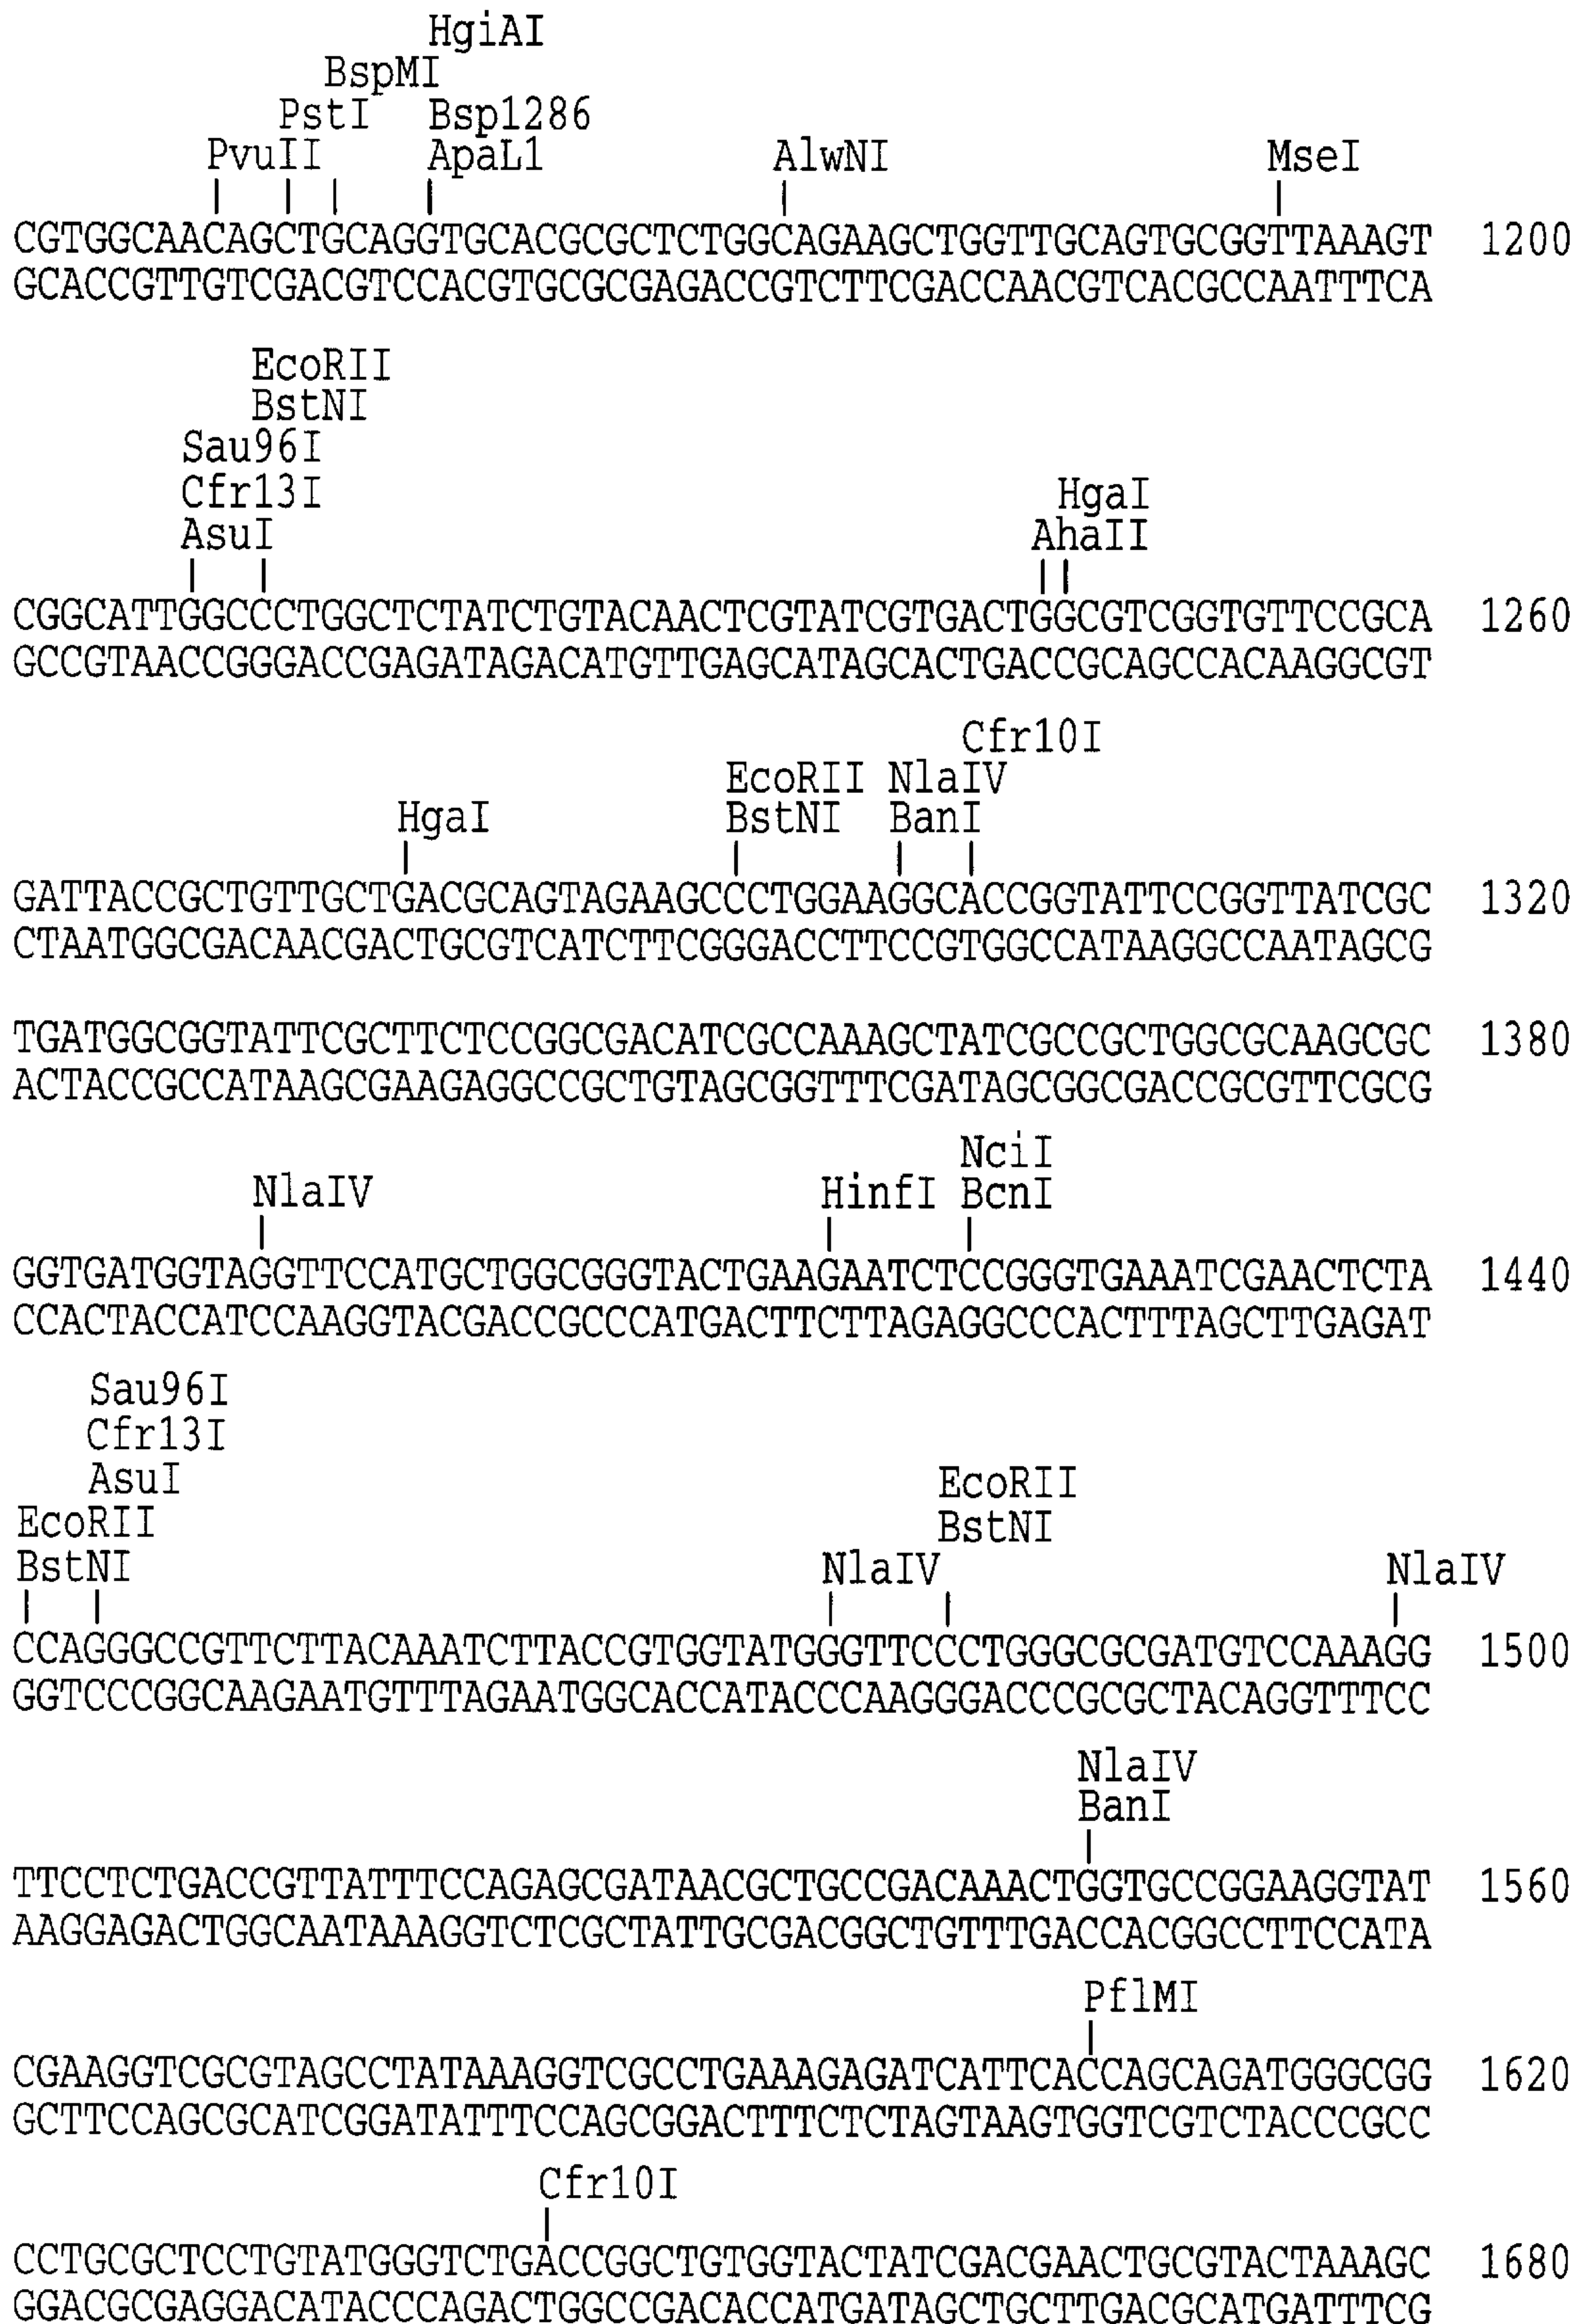 HgiAI
BspMI
PstI Bsp1286
PvuII ApaL1 AlwNI MseI
CGTGGCAACAGCTGCAGGTGCACGCGCTCTGGCAGAAGCTGGTTGCAGTGCGGTTAAAGT 1200
GCACCGTTGTCGACGTCCACGTGCGCGAGACCGTCTTCGACCAACGTCACGCCAATTTCA
EcoRII
BstNI
Sau96I
Cfr13I HgaI
AsuI AhaII
CGGCATTGGCCCTGGCTCTATCTGTACAACTCGTATCGTGACTGGCGTCGGTGTTCCGCA 1260
GCCGTAACCGGGACCGAGATAGACATGTTGAGCATAGCACTGACCGCAGCCACAAGGCGT
Cfr10I
EcoRII NlaIV
HgaI BstNI BanI
GATTACCGCTGTTGCTGACGCAGTAGAAGCCCTGGAAGGCACCGGTATTCCGGTTATCGC 1320
CTAATGGCGACAACGACTGCGTCATCTTCGGGACCTTCCGTGGCCATAAGGCCAATAGCG
TGATGGCGGTATTCGCTTCTCCGGCGACATCGCCAAAGCTATCGCCGCTGGCGCAAGCGC 1380
ACTACCGCCATAAGCGAAGAGGCCGCTGTAGCGGTTTCGATAGCGGCGACCGCGTTCGCG
NciI
NlaIV HinfI BcnI
GGTGATGGTAGGTTCCATGCTGGCGGGTACTGAAGAATCTCCGGGTGAAATCGAACTCTA 1440
CCACTACCATCCAAGGTACGACCGCCCATGACTTCTTAGAGGCCCACTTTAGCTTGAGAT
Sau96I
Cfr13I
AsuI EcoRII
EcoRII BstNI
BstNI NlaIV NlaIV
CCAGGGCCGTTCTTACAAATCTTACCGTGGTATGGGTTCCCTGGGCGCGATGTCCAAAGG 1500
GGTCCCGGCAAGAATGTTTAGAATGGCACCATACCCAAGGGACCCGCGCTACAGGTTTCC
NlaIV
BanI
TTCCTCTGACCGTTATTTCCAGAGCGATAACGCTGCCGACAAACTGGTGCCGGAAGGTAT 1560
AAGGAGACTGGCAATAAAGGTCTCGCTATTGCGACGGCTGTTTGACCACGGCCTTCCATA
PflMI
CGAAGGTCGCGTAGCCTATAAAGGTCGCCTGAAAGAGATCATTCACCAGCAGATGGGCGG 1620
GCTTCCAGCGCATCGGATATTTCCAGCGGACTTTCTCTAGTAAGTGGTCGTCTACCCGCC
Cfr10I
CCTGCGCTCCTGTATGGGTCTGACCGGCTGTGGTACTATCGACGAACTGCGTACTAAAGC 1680
GGACGCGAGGACATACCCAGACTGGCCGACACCATGATAGCTGCTTGACGCATGATTTCG